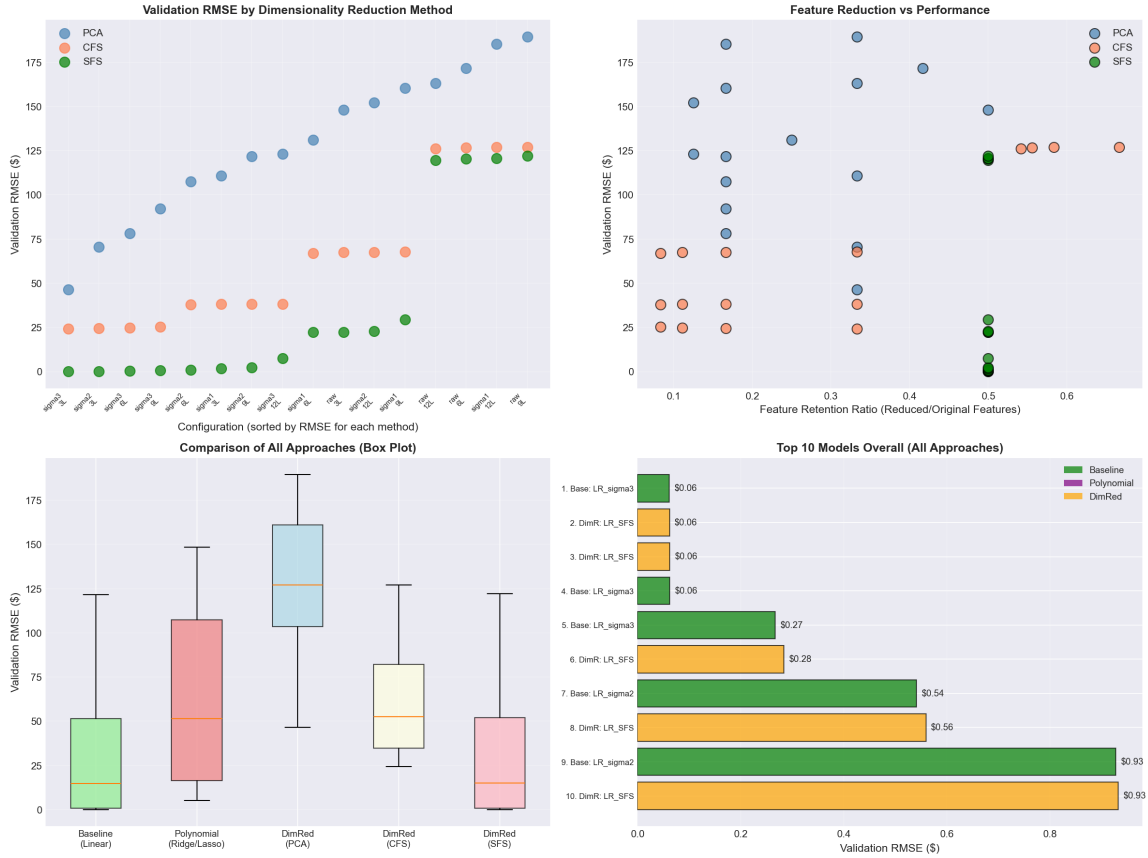 Validation RMSE by Dimensionality Reduction Method
PCA
CFS
SFS
Validation RMSE ($)
175
150
125
100
75
50
25
0
sigma3
3L
sigma2
3L
sigma3
6L
sigma3
9L
sigma2
6L
sigma1
3L
sigma2
9L
sigma3
12L
sigma1
6L
raw
3L
sigma2
12L
sigma1
9L
raw
12L
raw
6L
sigma1
12L
raw
9L
Configuration (sorted by RMSE for each method)
Feature Reduction vs Performance
PCA
CFS
SFS
Validation RMSE ($)
175
150
125
100
75
50
25
0
0.1 0.2 0.3 0.4 0.5 0.6
Feature Retention Ratio (Reduced/Original Features)
Comparison of All Approaches (Box Plot)
Validation RMSE ($)
175
150
125
100
75
50
25
0
Baseline
(Linear)
Polynomial
(Ridge/Lasso)
DimRed
(PCA)
DimRed
(CFS)
DimRed
(SFS)
Top 10 Models Overall (All Approaches)
Baseline
Polynomial
DimRed
1. Base: LR_sigma3 $0.06
2. DimR: LR_SFS $0.06
3. DimR: LR_SFS $0.06
4. Base: LR_sigma3 $0.06
5. Base: LR_sigma3 $0.27
6. DimR: LR_SFS $0.28
7. Base: LR_sigma2 $0.54
8. DimR: LR_SFS $0.56
9. Base: LR_sigma2 $0.93
10. DimR: LR_SFS $0.93
0.0 0.2 0.4 0.6 0.8
Validation RMSE ($)